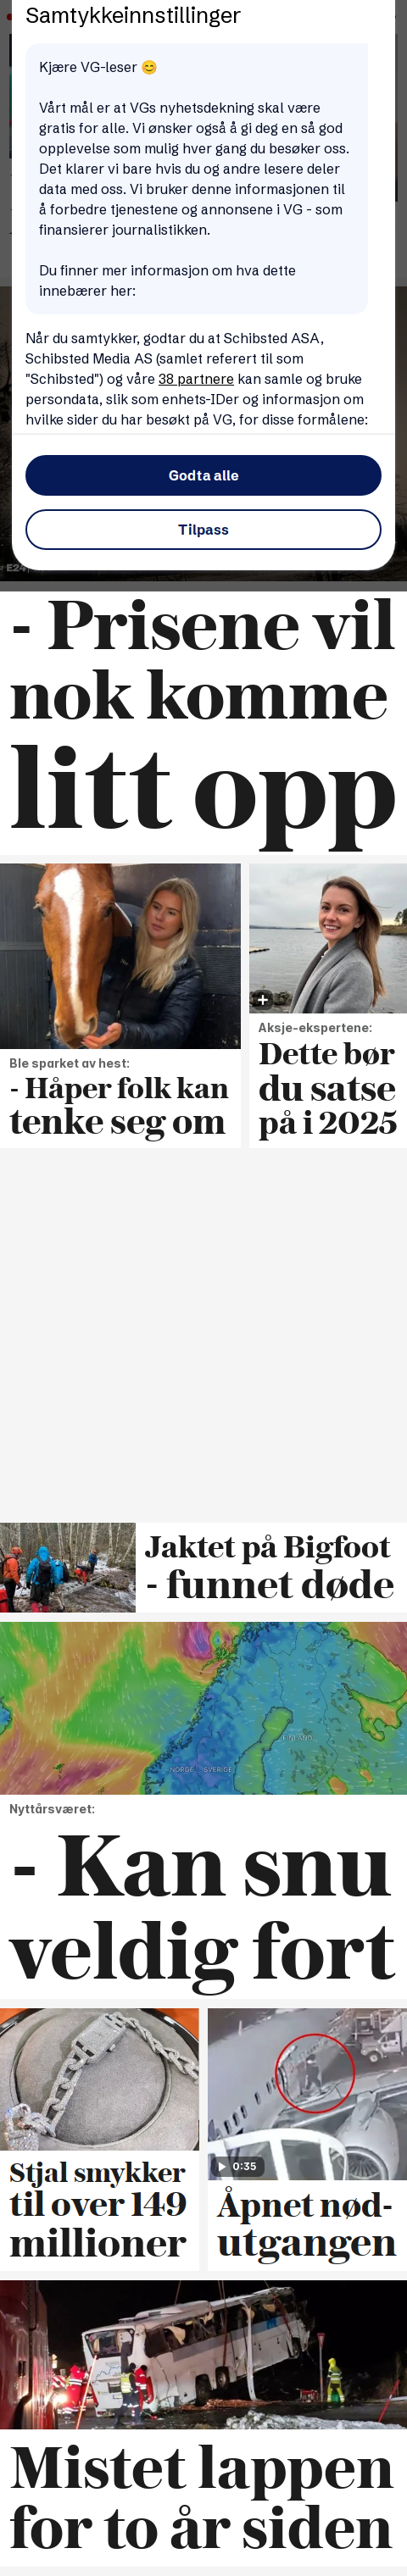 Samtykkeinnstillinger
Kjære VG-leser 😊
Vårt mål er at VGs nyhetsdekning skal være
gratis for alle. Vi ønsker også å gi deg en så god
opplevelse som mulig hver gang du besøker oss.
Det klarer vi bare hvis du og andre lesere deler
data med oss. Vi bruker denne informasjonen til
å forbedre tjenestene og annonsene i VG - som
finansierer journalistikken.
Du finner mer informasjon om hva dette
innebærer her:
Når du samtykker, godtar du at Schibsted ASA,
Schibsted Media AS (samlet referert til som
"Schibsted") og våre 38 partnere kan samle og bruke
persondata, slik som enhets-IDer og informasjon om
hvilke sider du har besøkt på VG, for disse formålene:
Godta alle
Tilpass
E24
- Prisene vil
nok komme
litt opp
Ble sparket av hest:
- Håper folk kan
tenke seg om
Aksje-ekspertene:
Dette bør
du satse
på i 2025
Jaktet på Bigfoot
- funnet døde
FINLAND
NORGE SVERIGE
Nyttårsværet:
- Kan snu
veldig fort
Stjal smykker
til over 149
millioner
0:35
Åpnet nød-
utgangen
Mistet lappen
for to år siden